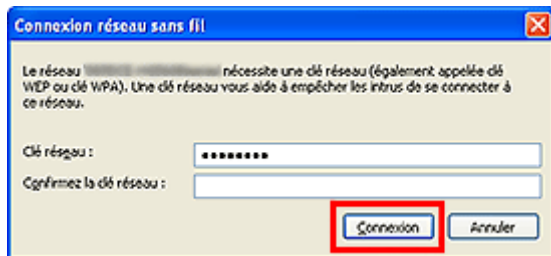 Connexion réseau sans fil
Le réseau nécessite une clé réseau (également appelée clé
WEP ou clé WPA). Une clé réseau vous aide à empêcher les intrus de se connecter à
ce réseau.
Clé réseau : ••••••••
Confirmez la clé réseau :
Connexion Annuler